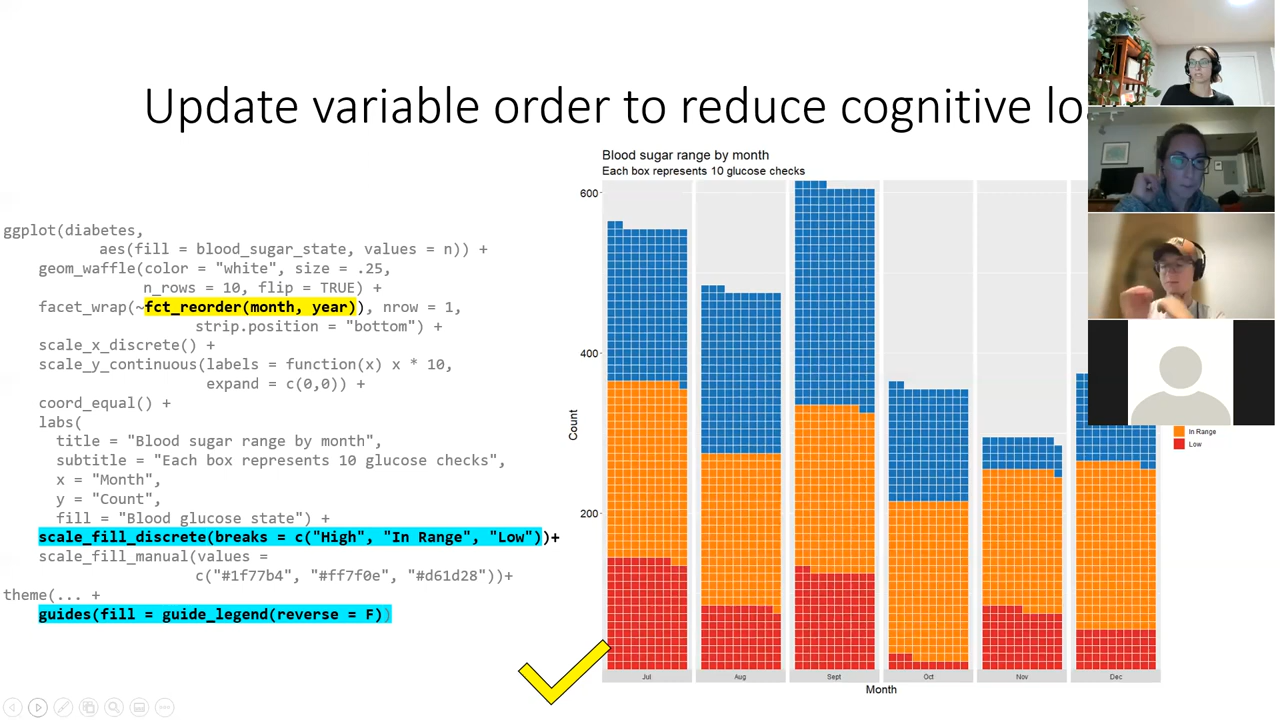 Update variable order to reduce cognitive lo
ggplot(diabetes,
aes(fill = blood_sugar_state, values = n)) +
geom_waffle(color = "white", size = .25,
n_rows = 10, flip = TRUE) +
facet_wrap(~fct_reorder(month, year)), nrow = 1,
strip.position = "bottom") +
scale_x_discrete() +
scale_y_continuous(labels = function(x) x * 10,
expand = c(0,0)) +
coord_equal() +
labs(
title = "Blood sugar range by month",
subtitle = "Each box represents 10 glucose checks",
x = "Month",
y = "Count",
fill = "Blood glucose state") +
scale_fill_discrete(breaks = c("High", "In Range", "Low"))+
scale_fill_manual(values =
c("#1f77b4", "#ff7f0e", "#d61d28"))+
theme(... +
guides(fill = guide_legend(reverse = F))
Blood sugar range by month
Each box represents 10 glucose checks
600
400
200
Count
Jul Aug Sept Oct Nov Dec
Month
In Range
Low